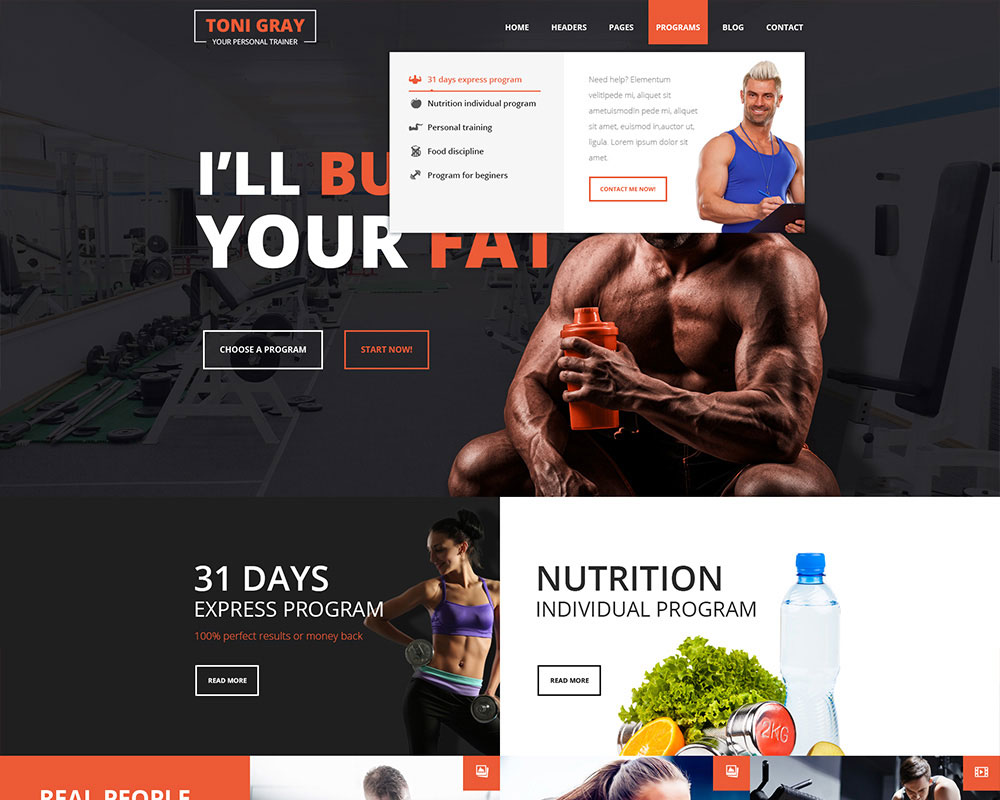 TONI GRAY
YOUR PERSONAL TRAINER
HOME HEADERS PAGES PROGRAMS BLOG CONTACT
31 days express program
Nutrition individual program
Personal training
Food discipline
Program for beginers
Need help? Elementum
velitipede mi, aliquet sit
ametuismodin pede mi, aliquet
sit amet, euismod in,auctor ut,
ligula. Lorem ipsum dolor sit
amet.
CONTACT ME NOW!
I'LL BU
YOUR FAT
CHOOSE A PROGRAM START NOW!
31 DAYS
EXPRESS PROGRAM
100% perfect results or money back
READ MORE
NUTRITION
INDIVIDUAL PROGRAM
READ MORE
2KG
REAL PEOPLE